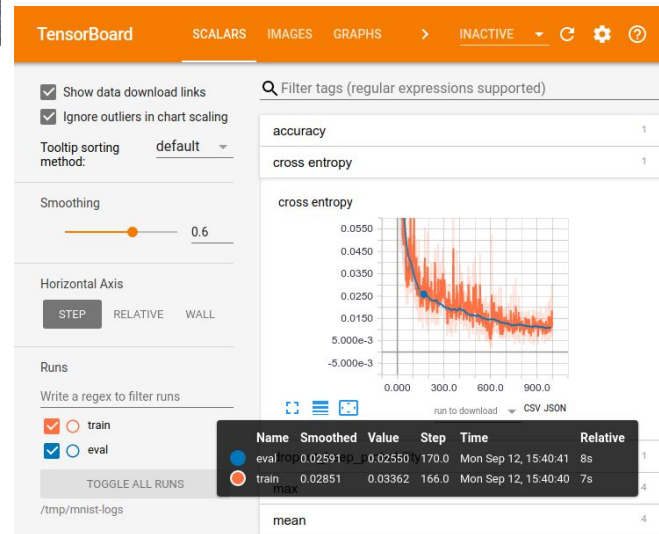 TensorBoard SCALARS IMAGES GRAPHS > INACTIVE
Show data download links
Ignore outliers in chart scaling
Tooltip sorting method: default
Smoothing
0.6
Horizontal Axis
STEP RELATIVE WALL
Runs
Write a regex to filter runs
train
eval
TOGGLE ALL RUNS
/tmp/mnist-logs
Filter tags (regular expressions supported)
accuracy 1
cross entropy 1
cross entropy
0.0550
0.0450
0.0350
0.0250
0.0150
5.000e-3
-5.000e-3
0.000 300.0 600.0 900.0
run to download CSV JSON
Name Smoothed Value Step Time Relative
eval 0.02591 0.02550 170.0 Mon Sep 12, 15:40:41 8s
train 0.02851 0.03362 166.0 Mon Sep 12, 15:40:40 7s
1
max 4
mean 4